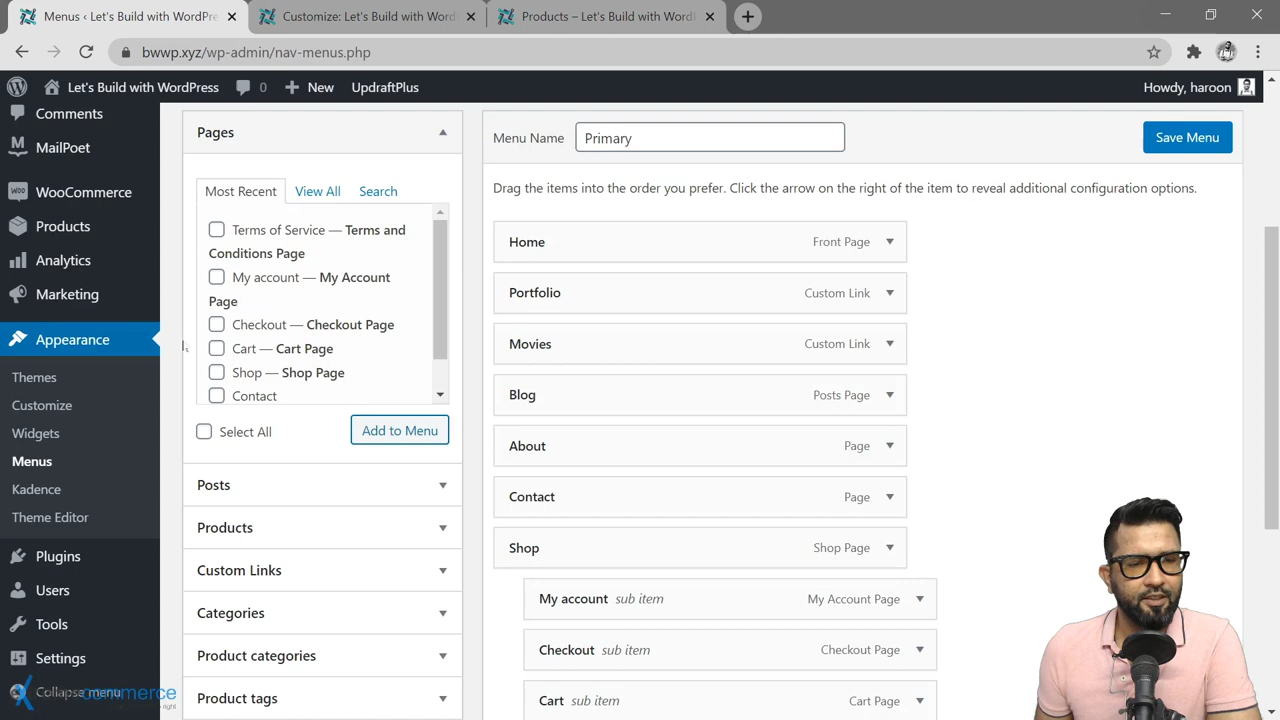 Menus ‹ Let's Build with WordPre
Customize: Let's Build with Word
Products – Let's Build with Word
bwwp.xyz/wp-admin/nav-menus.php
Let's Build with WordPress
0
New
UpdraftPlus
Howdy, haroon
Comments
MailPoet
WooCommerce
Products
Analytics
Marketing
Appearance
Themes
Customize
Widgets
Menus
Kadence
Theme Editor
Plugins
Users
Tools
Settings
Collapse menu
Pages
Most Recent
View All
Search
Terms of Service — Terms and
Conditions Page
My account — My Account
Page
Checkout — Checkout Page
Cart — Cart Page
Shop — Shop Page
Contact
Select All
Add to Menu
Posts
Products
Custom Links
Categories
Product categories
Product tags
Menu Name
Primary
Save Menu
Drag the items into the order you prefer. Click the arrow on the right of the item to reveal additional configuration options.
Home Front Page
Portfolio Custom Link
Movies Custom Link
Blog Posts Page
About Page
Contact Page
Shop Shop Page
My account sub item My Account Page
Checkout sub item Checkout Page
Cart sub item Cart Page